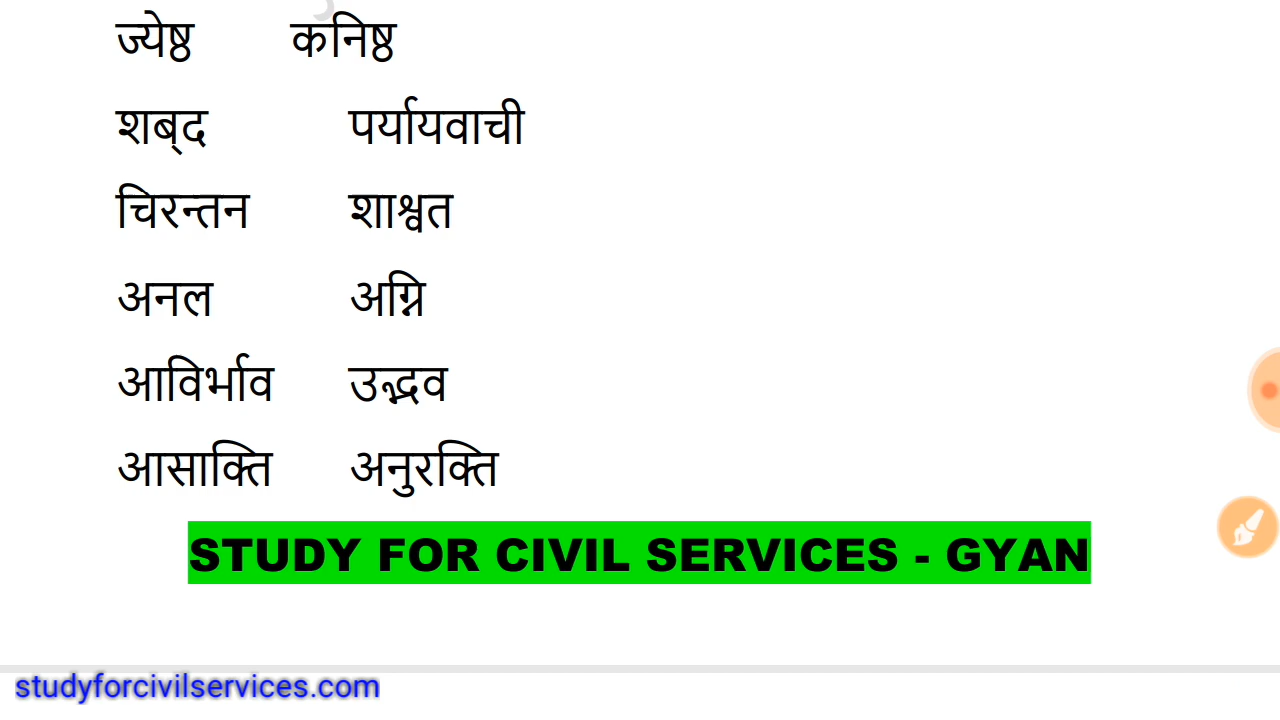 ज्येष्ठ कनिष्ठ
शब्द पर्यायवाची
चिरन्तन शाश्वत
अनल अग्नि
आविर्भाव उद्भव
आसाक्ति अनुरक्ति
STUDY FOR CIVIL SERVICES - GYAN
studyforcivilservices.com